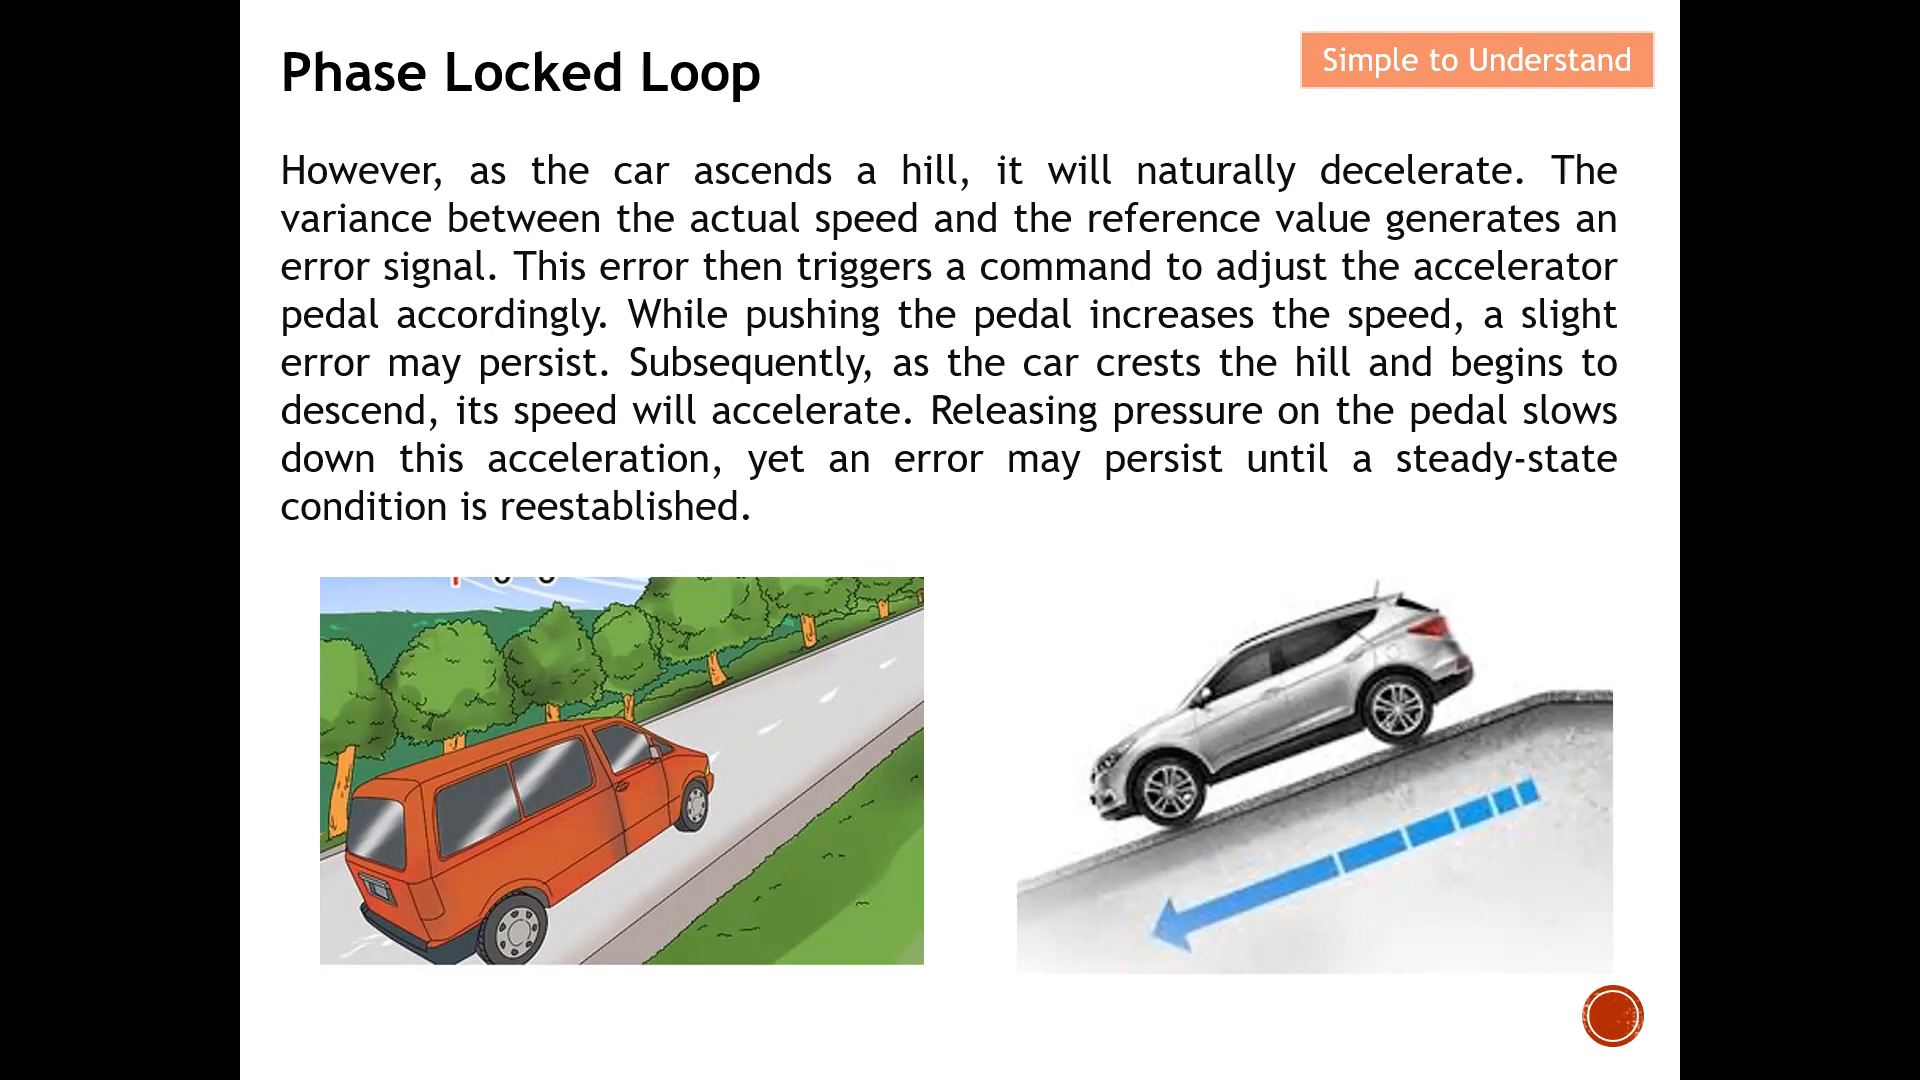 Phase Locked Loop
Simple to Understand
However, as the car ascends a hill, it will naturally decelerate. The
variance between the actual speed and the reference value generates an
error signal. This error then triggers a command to adjust the accelerator
pedal accordingly. While pushing the pedal increases the speed, a slight
error may persist. Subsequently, as the car crests the hill and begins to
descend, its speed will accelerate. Releasing pressure on the pedal slows
down this acceleration, yet an error may persist until a steady-state
condition is reestablished.